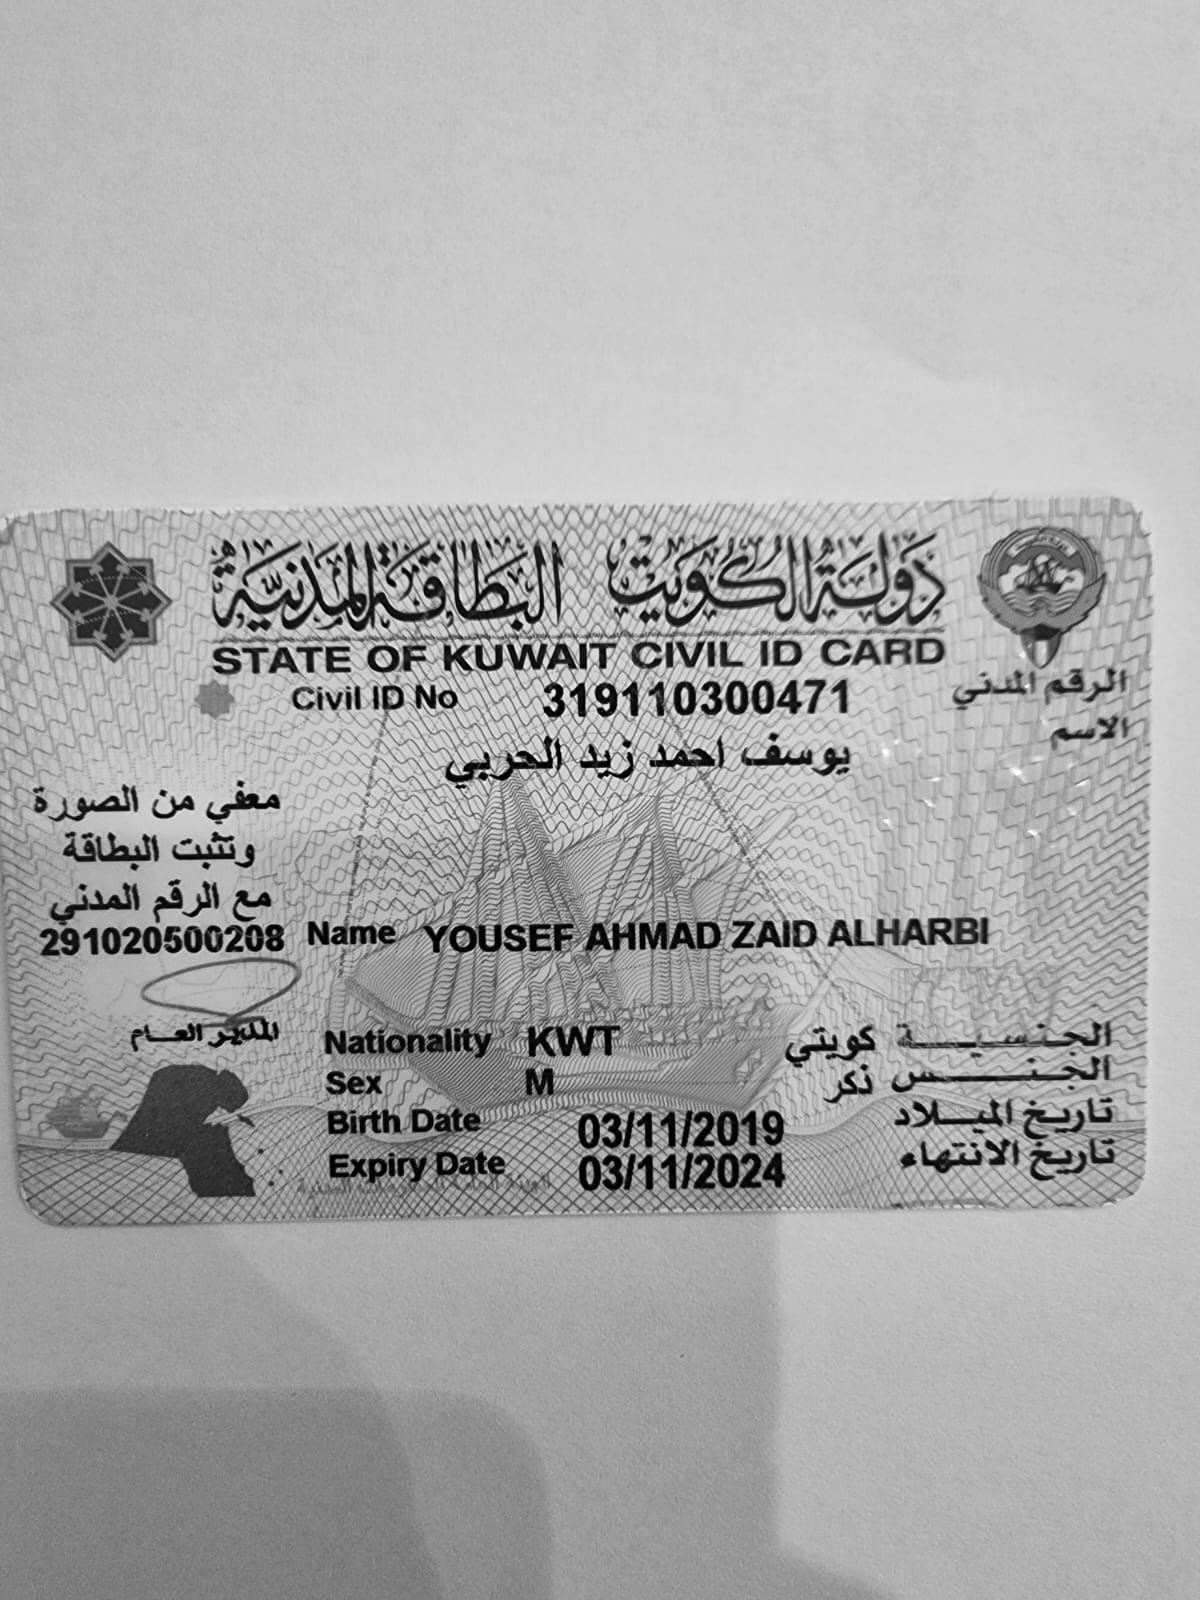 دولة الكويت البطاقة المدنية
STATE OF KUWAIT CIVIL ID CARD
Civil ID No 319110300471 الرقم المدني
الاسم
يوسف احمد زيد الحربي
معفي من الصورة
وتثبت البطاقة
مع الرقم المدني
291020500208
Name YOUSEF AHMAD ZAID ALHARBI
المدير العام
Nationality KWT الجنسية كويتي
Sex M الجنس ذكر
Birth Date 03/11/2019 تاريخ الميلاد
Expiry Date 03/11/2024 تاريخ الانتهاء